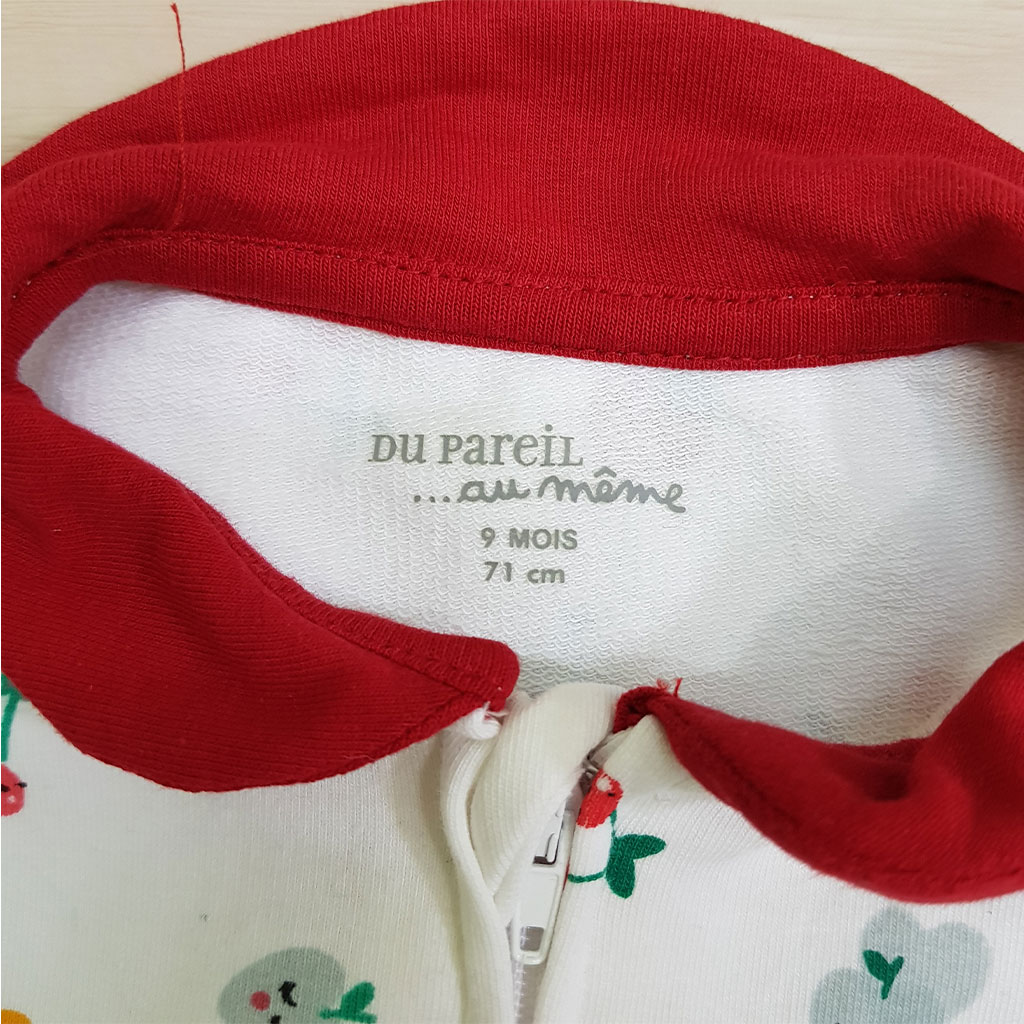 DU PAREIL
...au même
9 MOIS
71 cm